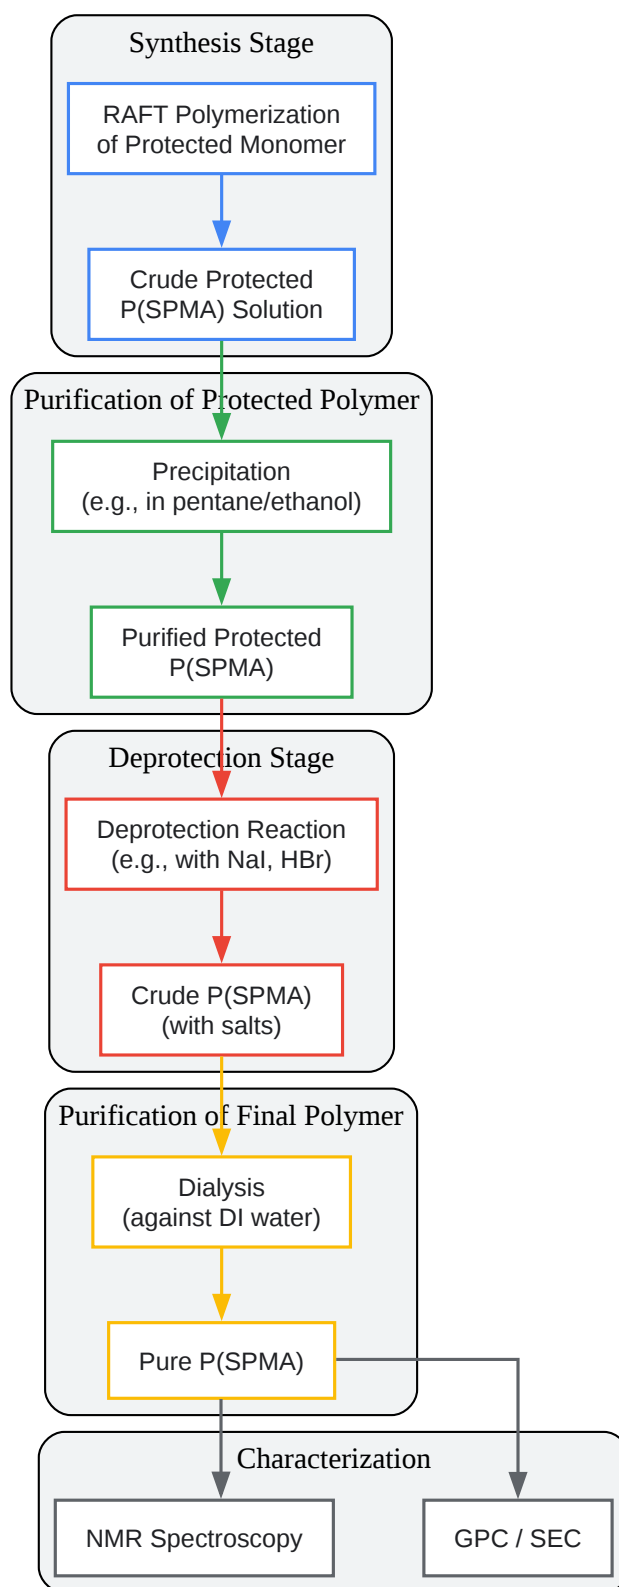 Synthesis Stage
RAFT Polymerization
of Protected Monomer
Crude Protected
P(SPMA) Solution
Purification of Protected Polymer
Precipitation
(e.g., in pentane/ethanol)
Purified Protected
P(SPMA)
Deprotection Stage
Deprotection Reaction
(e.g., with NaI, HBr)
Crude P(SPMA)
(with salts)
Purification of Final Polymer
Dialysis
(against DI water)
Pure P(SPMA)
Characterization
NMR Spectroscopy
GPC / SEC